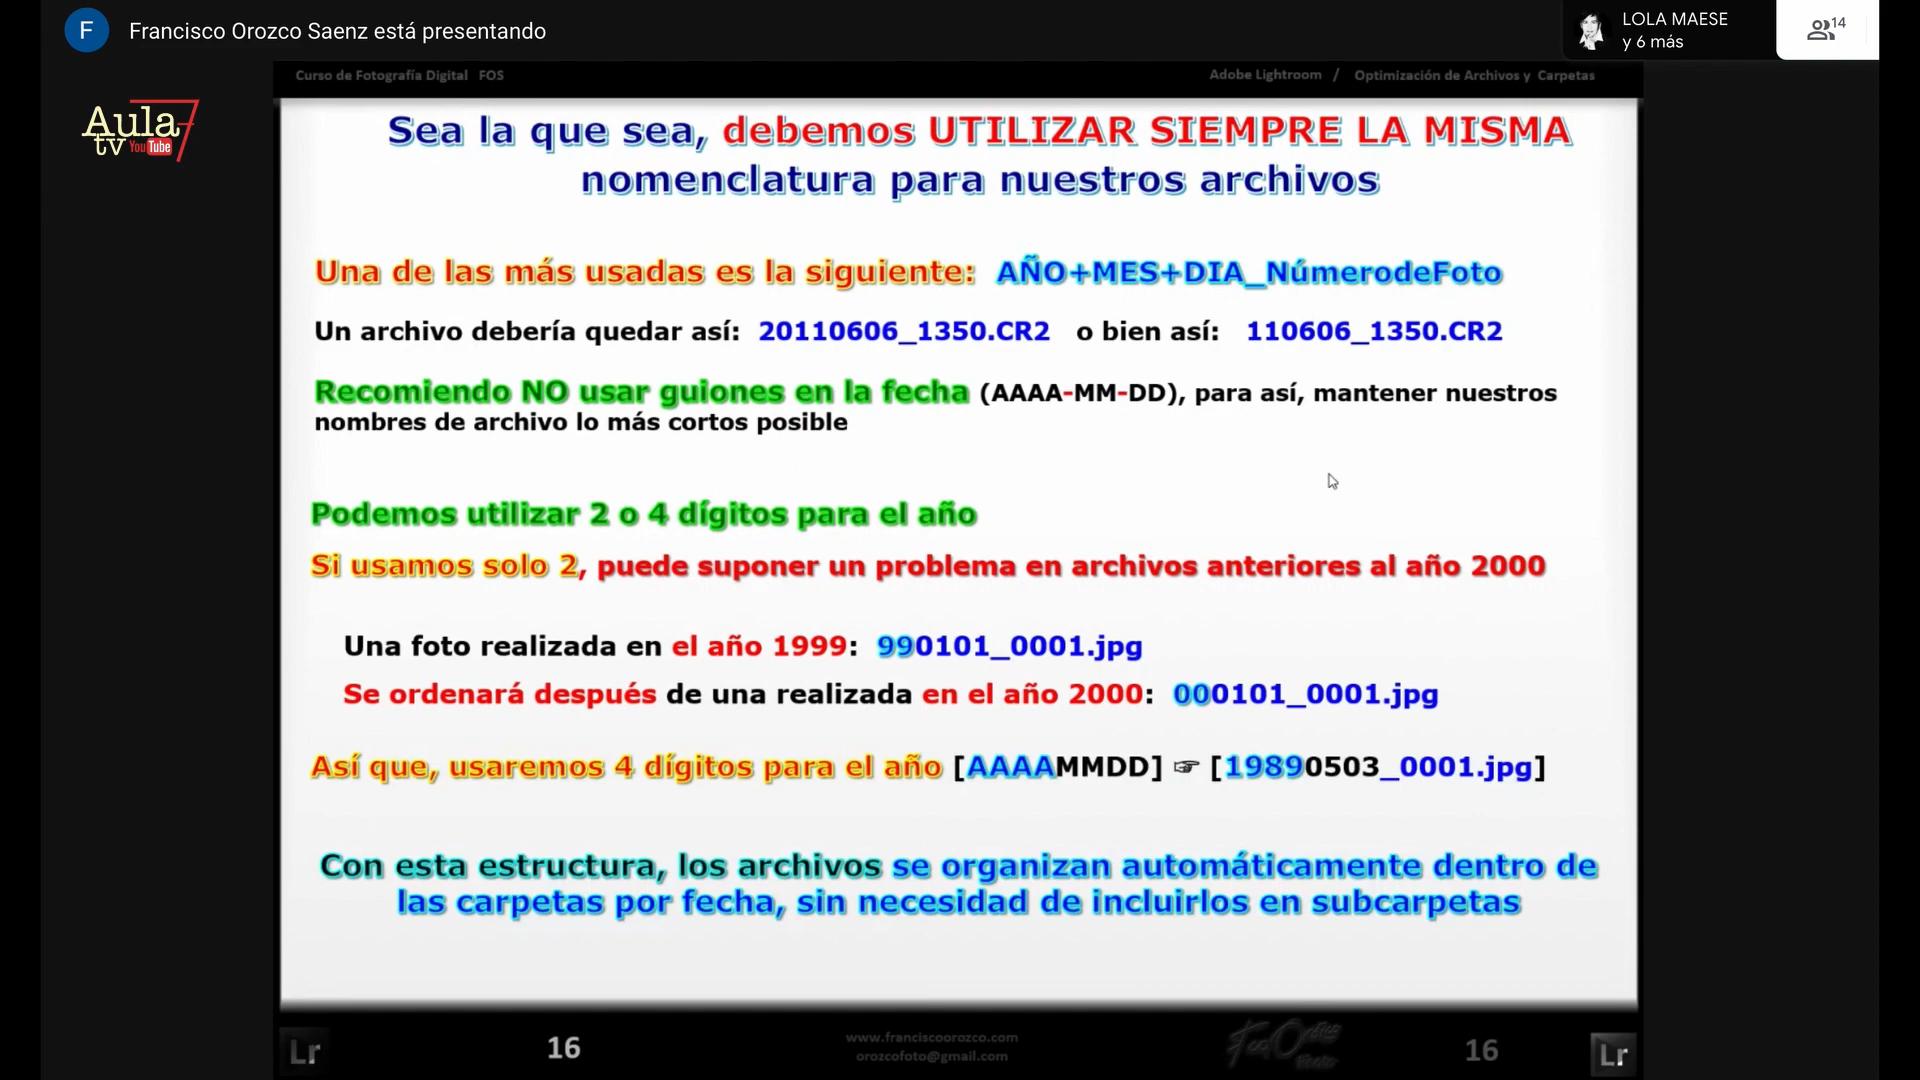 F Francisco Orozco Saenz está presentando
LOLA MAESE
y 6 más
14
Curso de Fotografía Digital FOS
Adobe Lightroom / Optimización de Archivos y Carpetas
Aula 7
tv YouTube
Sea la que sea, debemos UTILIZAR SIEMPRE LA MISMA
nomenclatura para nuestros archivos
Una de las más usadas es la siguiente: AÑO+MES+DIA_NúmerodeFoto
Un archivo debería quedar así: 20110606_1350.CR2 o bien así: 110606_1350.CR2
Recomiendo NO usar guiones en la fecha (AAAA-MM-DD), para así, mantener nuestros
nombres de archivo lo más cortos posible
Podemos utilizar 2 o 4 dígitos para el año
Si usamos solo 2, puede suponer un problema en archivos anteriores al año 2000
Una foto realizada en el año 1999: 990101_0001.jpg
Se ordenará después de una realizada en el año 2000: 000101_0001.jpg
Así que, usaremos 4 dígitos para el año [AAAAMMDD] ☞ [19890503_0001.jpg]
Con esta estructura, los archivos se organizan automáticamente dentro de
las carpetas por fecha, sin necesidad de incluirlos en subcarpetas
Lr
16
www.franciscoorozco.com
orozcofoto@gmail.com
16
Lr